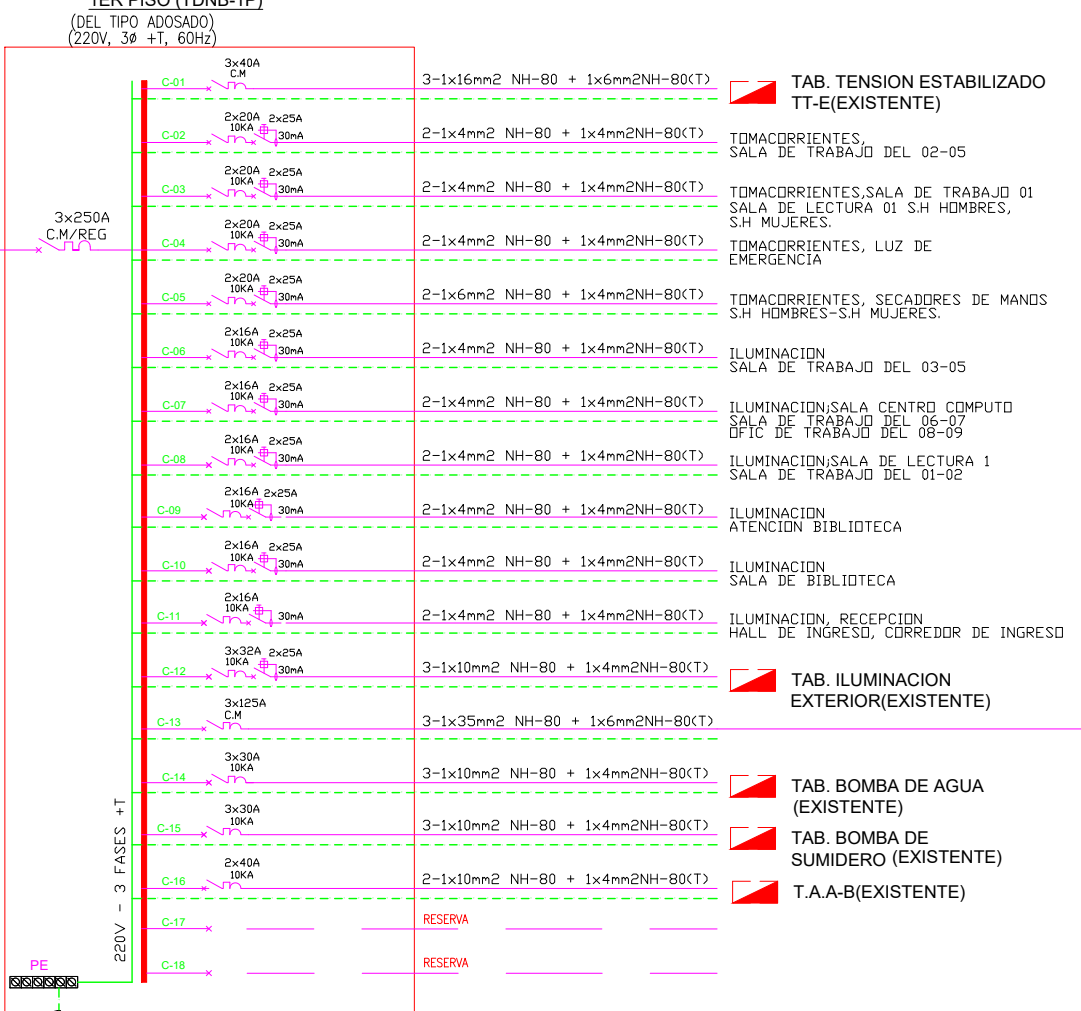 1ER PISO (TDNB-1P)
(DEL TIPO ADOSADO)
(220V, 3ø +T, 60Hz)
3x250A
C.M/REG
C-01
3x40A
C.M
3-1x16mm2 NH-80 + 1x6mm2NH-80(T)
TAB. TENSION ESTABILIZADO
TT-E(EXISTENTE)
C-02
2x20A 2x25A
10KA
30mA
2-1x4mm2 NH-80 + 1x4mm2NH-80(T)
TOMACORRIENTES,
SALA DE TRABAJO DEL 02-05
C-03
2x20A 2x25A
10KA
30mA
2-1x4mm2 NH-80 + 1x4mm2NH-80(T)
TOMACORRIENTES,SALA DE TRABAJO 01
SALA DE LECTURA 01 S.H HOMBRES,
S.H MUJERES.
C-04
2x20A 2x25A
10KA
30mA
2-1x4mm2 NH-80 + 1x4mm2NH-80(T)
TOMACORRIENTES, LUZ DE
EMERGENCIA
C-05
2x20A 2x25A
10KA
30mA
2-1x6mm2 NH-80 + 1x4mm2NH-80(T)
TOMACORRIENTES, SECADORES DE MANOS
S.H HOMBRES-S.H MUJERES.
C-06
2x16A 2x25A
10KA
30mA
2-1x4mm2 NH-80 + 1x4mm2NH-80(T)
ILUMINACION
SALA DE TRABAJO DEL 03-05
C-07
2x16A 2x25A
10KA
30mA
2-1x4mm2 NH-80 + 1x4mm2NH-80(T)
ILUMINACION;SALA CENTRO COMPUTO
SALA DE TRABAJO DEL 06-07
OFIC DE TRABAJO DEL 08-09
C-08
2x16A 2x25A
10KA
30mA
2-1x4mm2 NH-80 + 1x4mm2NH-80(T)
ILUMINACION;SALA DE LECTURA 1
SALA DE TRABAJO DEL 01-02
C-09
2x16A 2x25A
10KA
30mA
2-1x4mm2 NH-80 + 1x4mm2NH-80(T)
ILUMINACION
ATENCION BIBLIOTECA
C-10
2x16A 2x25A
10KA
30mA
2-1x4mm2 NH-80 + 1x4mm2NH-80(T)
ILUMINACION
SALA DE BIBLIOTECA
C-11
2x16A
10KA
30mA
2-1x4mm2 NH-80 + 1x4mm2NH-80(T)
ILUMINACION, RECEPCION
HALL DE INGRESO, CORREDOR DE INGRESO
C-12
3x32A 2x25A
10KA
30mA
3-1x10mm2 NH-80 + 1x4mm2NH-80(T)
TAB. ILUMINACION
EXTERIOR(EXISTENTE)
C-13
3x125A
C.M
3-1x35mm2 NH-80 + 1x6mm2NH-80(T)
C-14
3x30A
10KA
3-1x10mm2 NH-80 + 1x4mm2NH-80(T)
TAB. BOMBA DE AGUA
(EXISTENTE)
C-15
3x30A
10KA
3-1x10mm2 NH-80 + 1x4mm2NH-80(T)
TAB. BOMBA DE
SUMIDERO (EXISTENTE)
C-16
2x40A
10KA
2-1x10mm2 NH-80 + 1x4mm2NH-80(T)
T.A.A-B(EXISTENTE)
C-17
RESERVA
C-18
RESERVA
220V - 3 FASES +T
PE